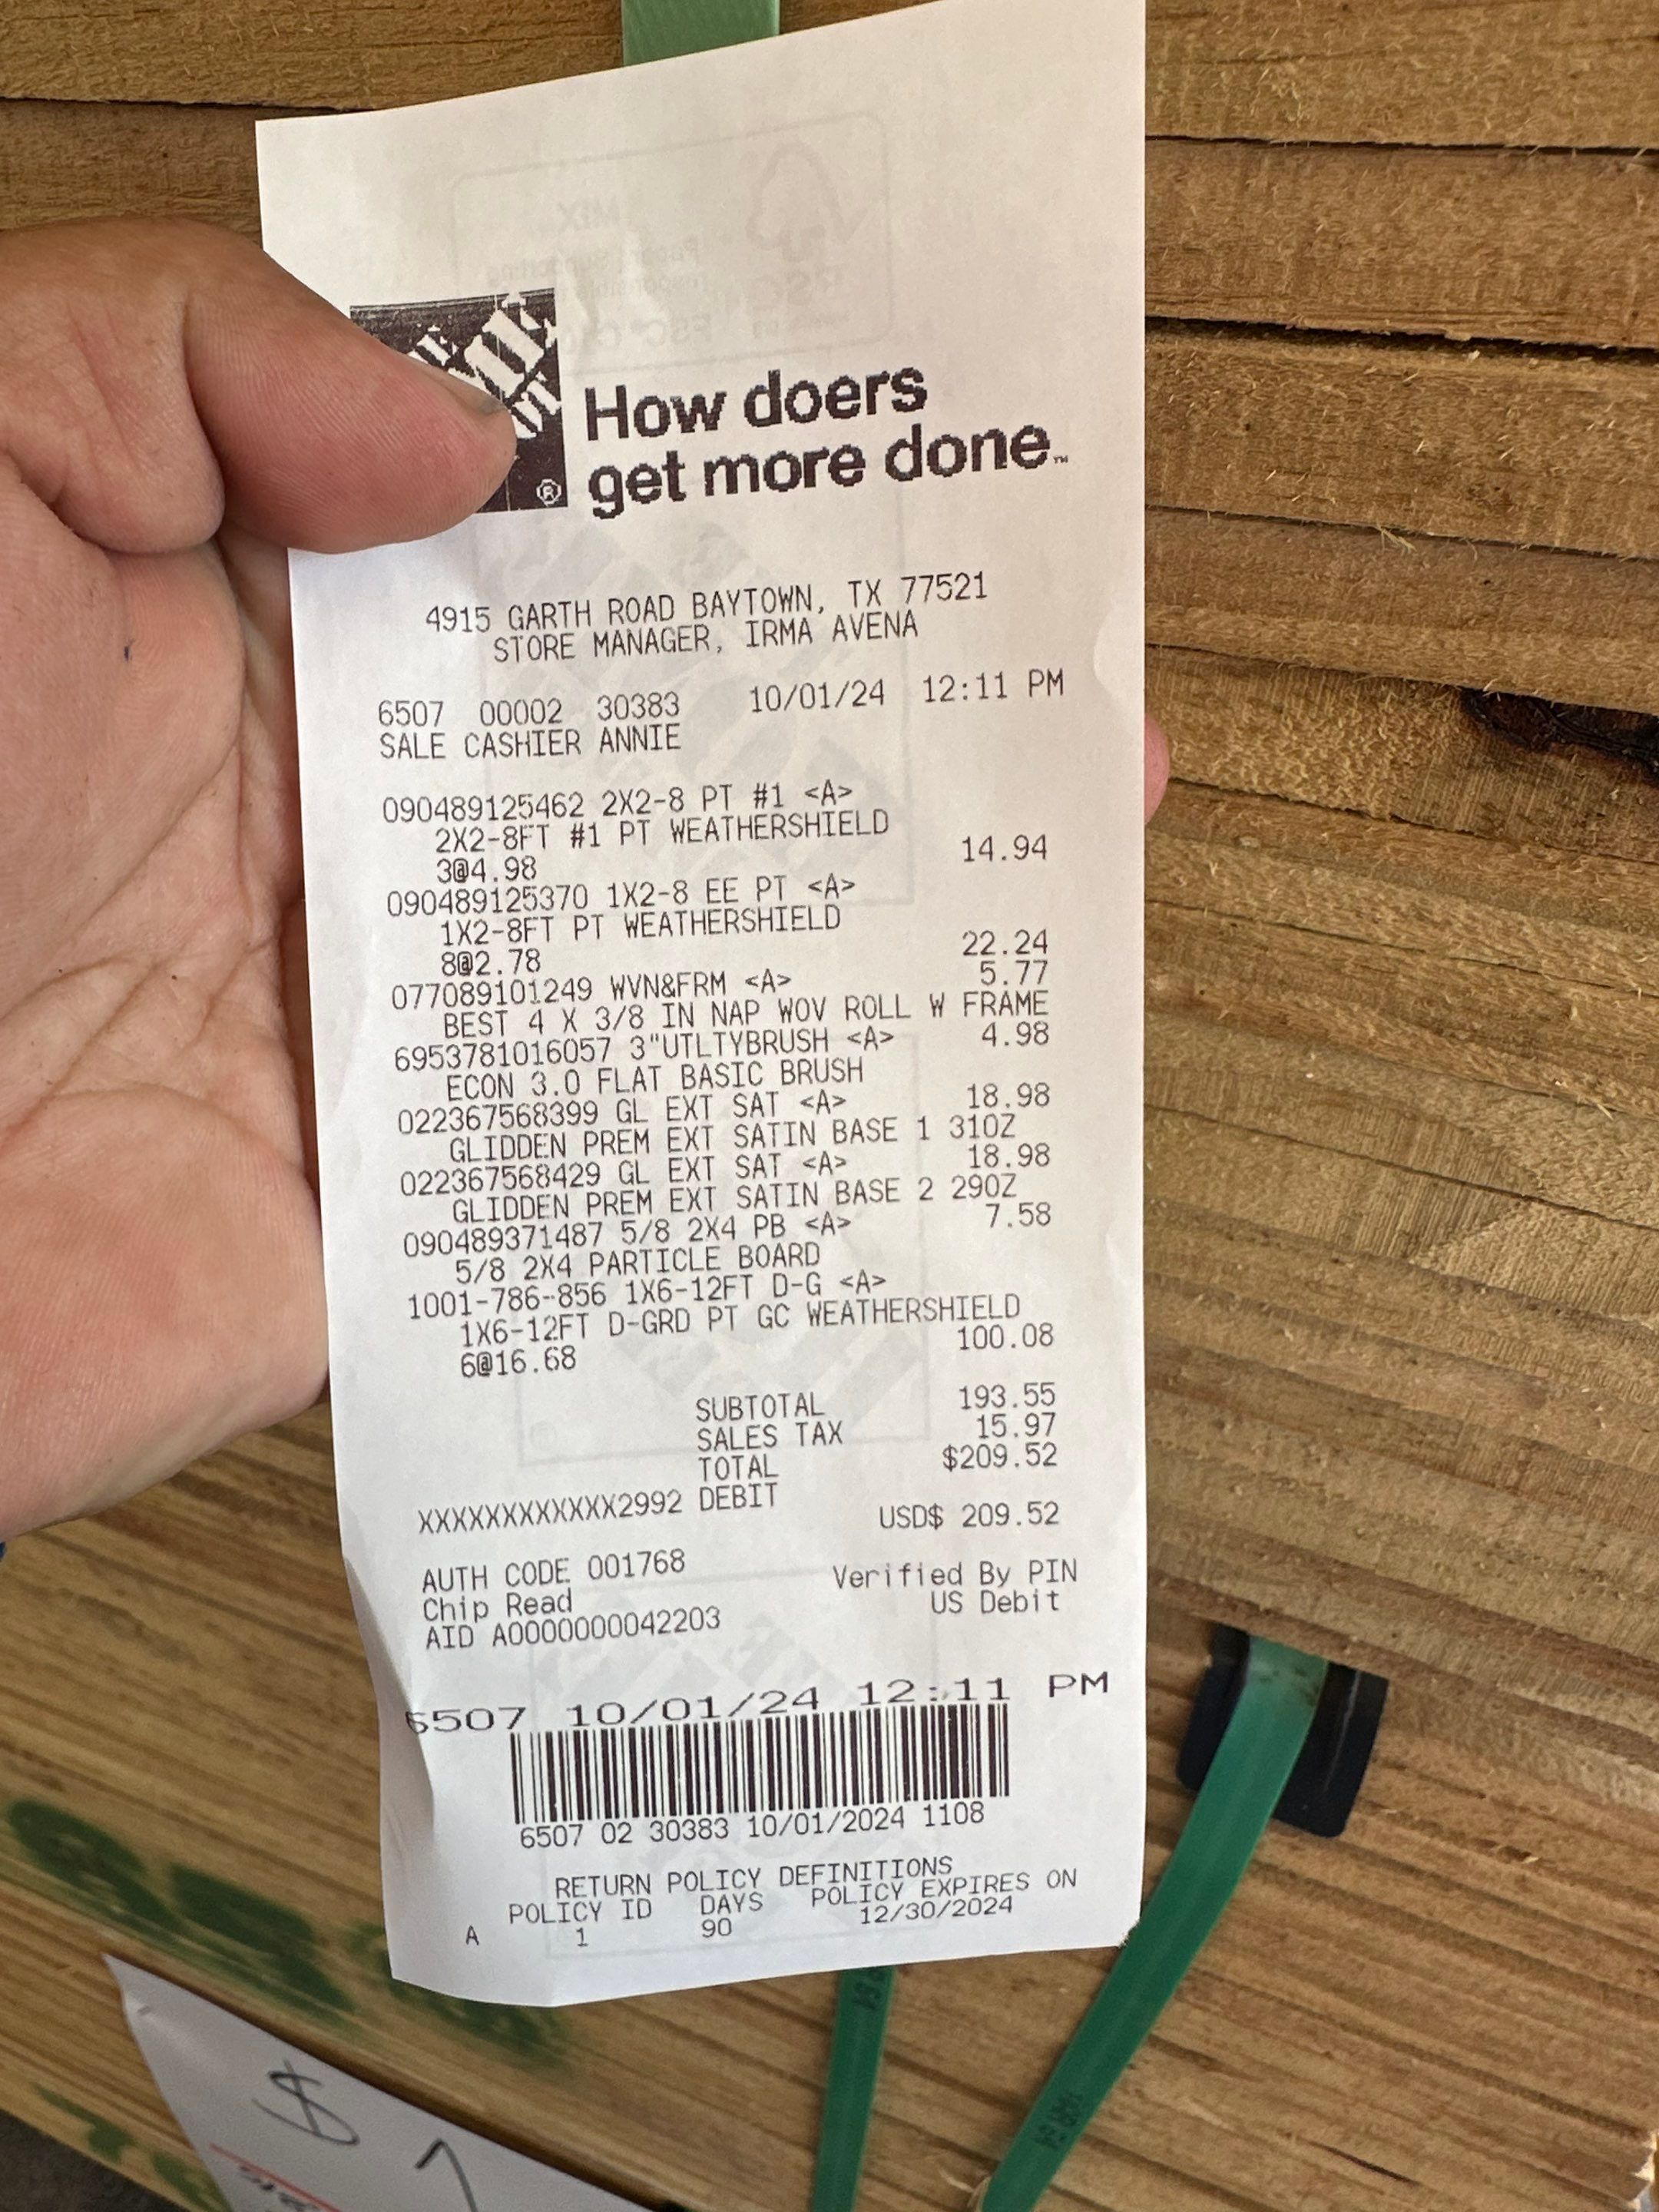 How doers
get more done™
4915 GARTH ROAD BAYTOWN, TX 77521
STORE MANAGER, IRMA AVENA
6507 00002 30383 10/01/24 12:11 PM
SALE CASHIER ANNIE
090489125462 2X2-8 PT #1 <A>
2X2-8FT #1 PT WEATHERSHIELD
3@4.98 14.94
090489125370 1X2-8 EE PT <A>
1X2-8FT PT WEATHERSHIELD
8@2.78 22.24
077089101249 WVN&FRM <A> 5.77
BEST 4 X 3/8 IN NAP WOV ROLL W FRAME
6953781016057 3"UTLTYBRUSH <A> 4.98
ECON 3.0 FLAT BASIC BRUSH
022367568399 GL EXT SAT <A> 18.98
GLIDDEN PREM EXT SATIN BASE 1 31OZ
022367568429 GL EXT SAT <A> 18.98
GLIDDEN PREM EXT SATIN BASE 2 29OZ
090489371487 5/8 2X4 PB <A> 7.58
5/8 2X4 PARTICLE BOARD
1001-786-856 1X6-12FT D-G <A>
1X6-12FT D-GRD PT GC WEATHERSHIELD
6@16.68 100.08
SUBTOTAL 193.55
SALES TAX 15.97
TOTAL $209.52
XXXXXXXXXXXX2992 DEBIT
USD$ 209.52
AUTH CODE 001768
Chip Read Verified By PIN
AID A0000000042203 US Debit
6507 10/01/24 12:11 PM
6507 02 30383 10/01/2024 1108
RETURN POLICY DEFINITIONS
POLICY ID DAYS POLICY EXPIRES ON
A 1 90 12/30/2024
$